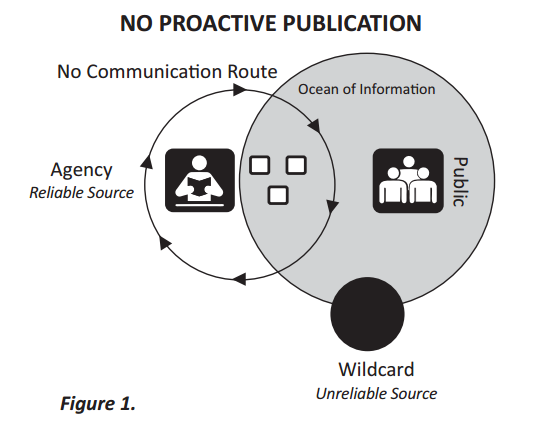 NO PROACTIVE PUBLICATION
No Communication Route
Ocean of Information
Agency
Reliable Source
Public
Wildcard
Unreliable Source
Figure 1.